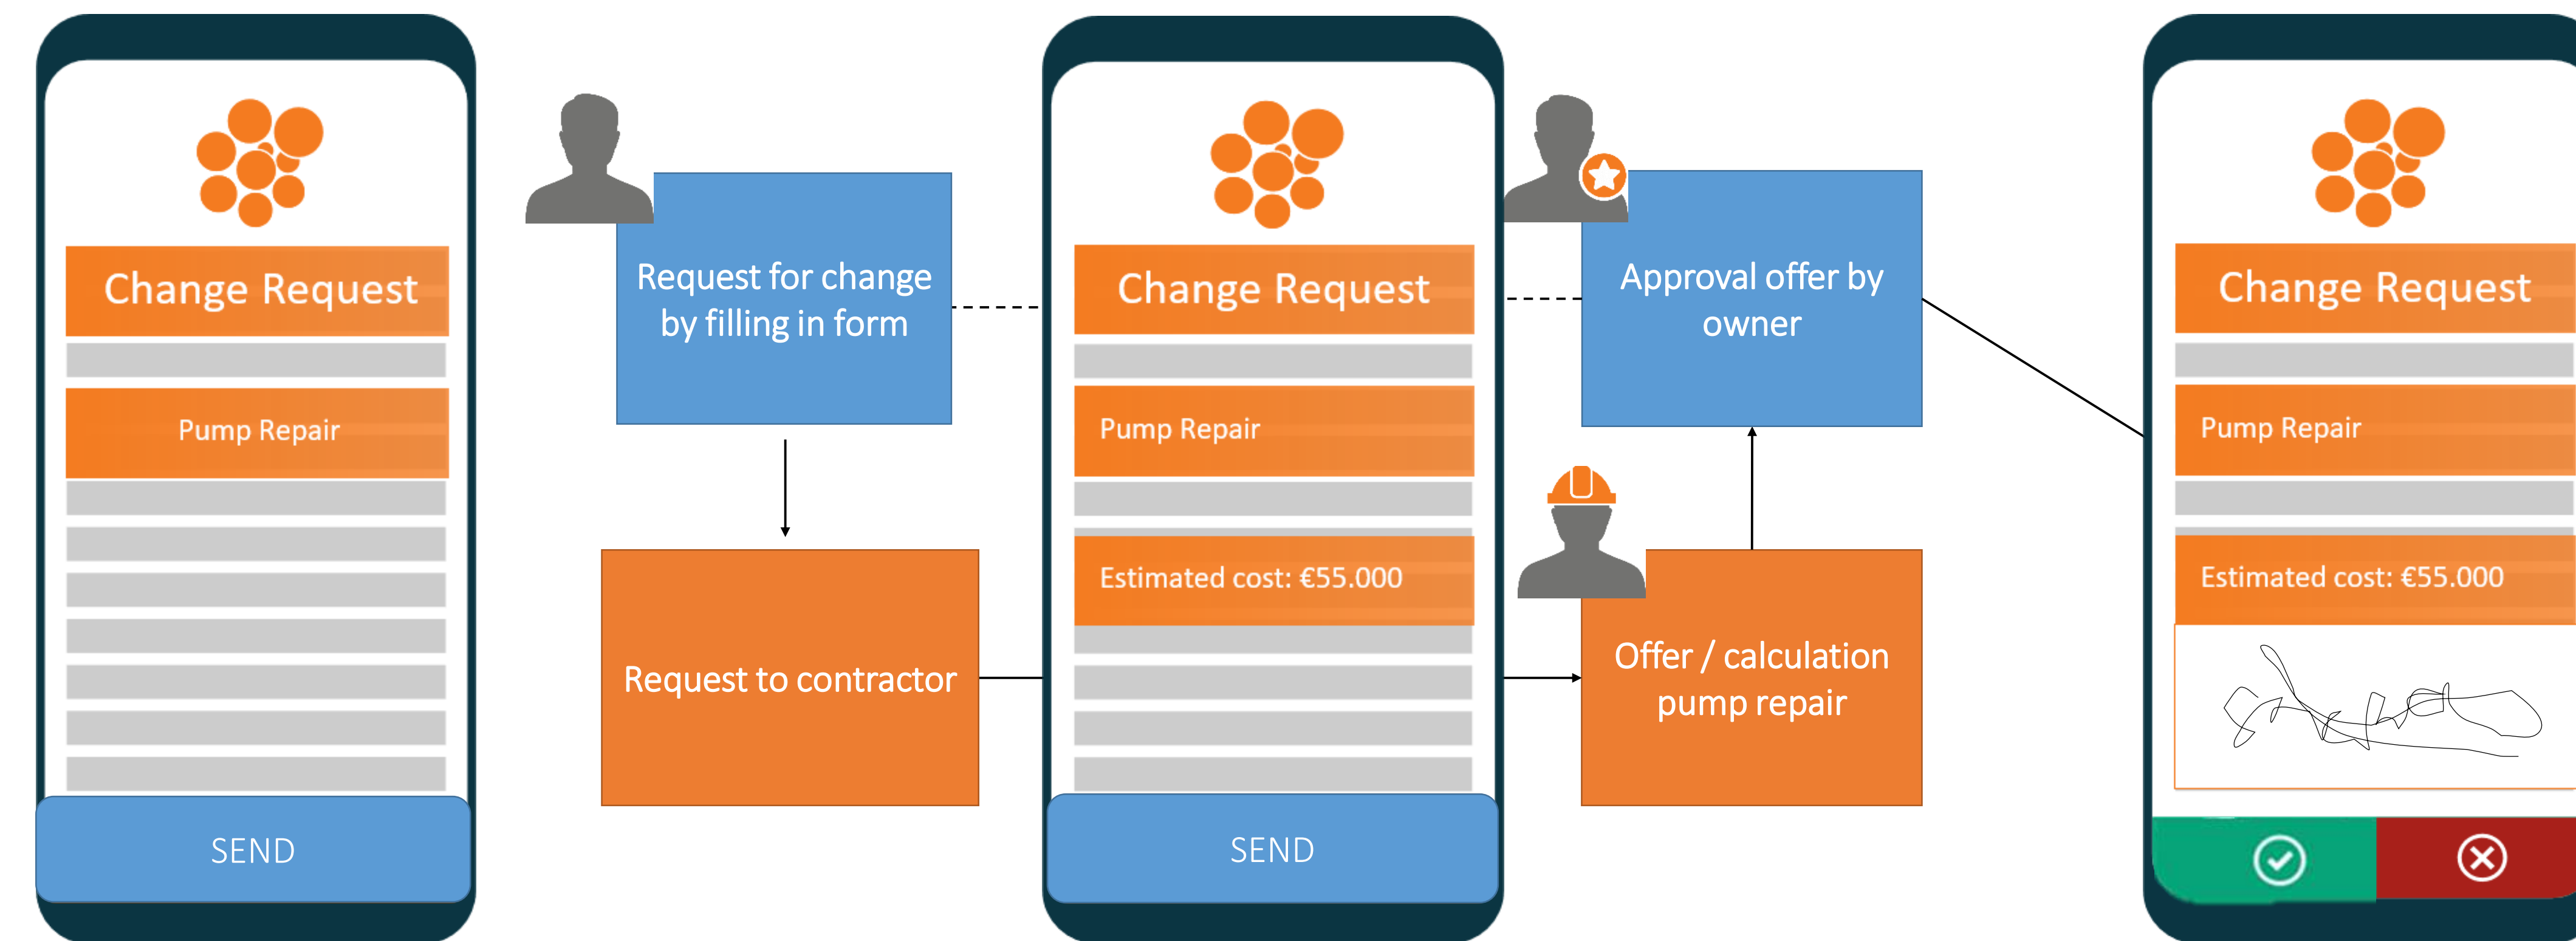 Change Request
Pump Repair
SEND
Request for change
by filling in form
Request to contractor
Change Request
Pump Repair
Estimated cost: €55.000
SEND
Approval offer by
owner
Offer / calculation
pump repair
Change Request
Pump Repair
Estimated cost: €55.000